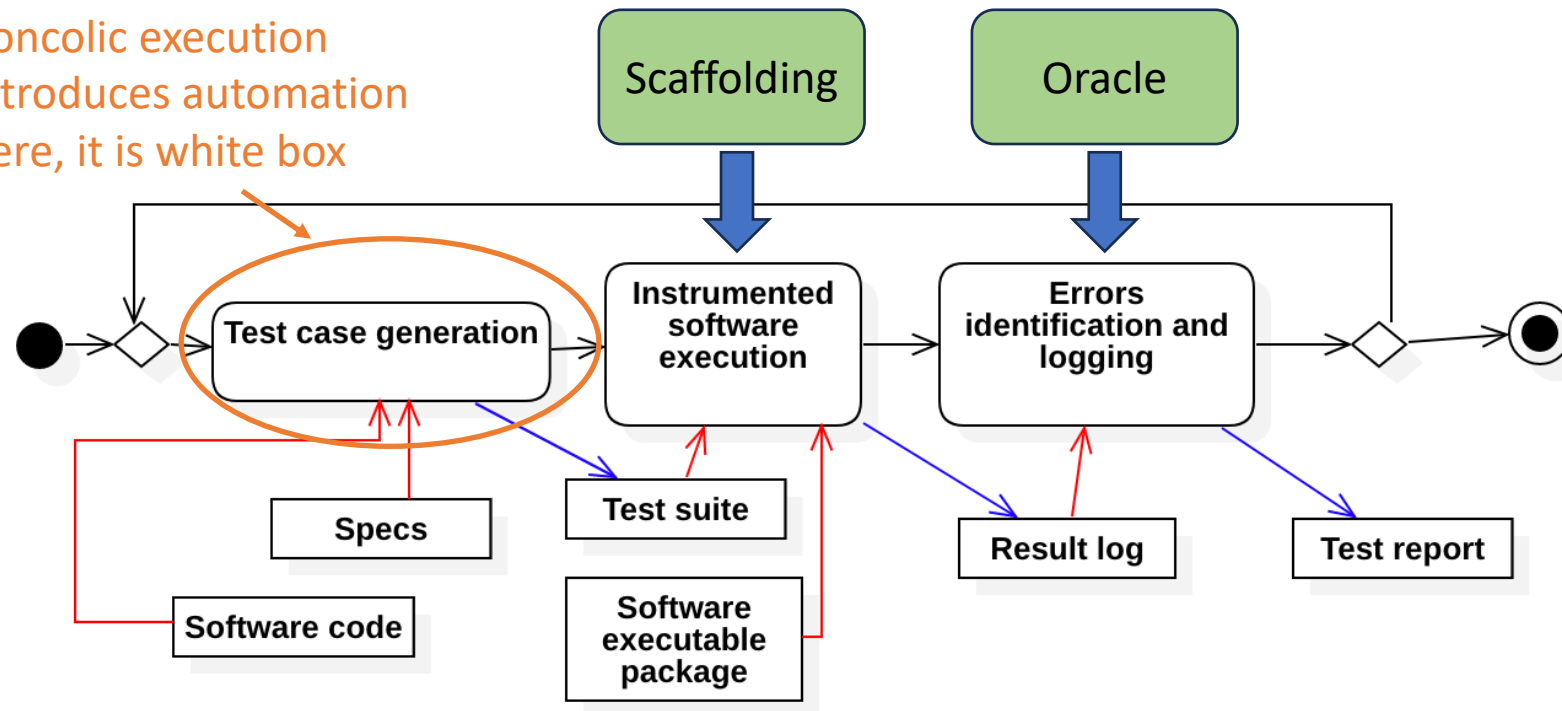 oncolic execution
troduces automation
ere, it is white box
Scaffolding
Oracle
Test case generation
Instrumented
software
execution
Errors
identification and
logging
Specs
Test suite
Result log
Test report
Software code
Software
executable
package